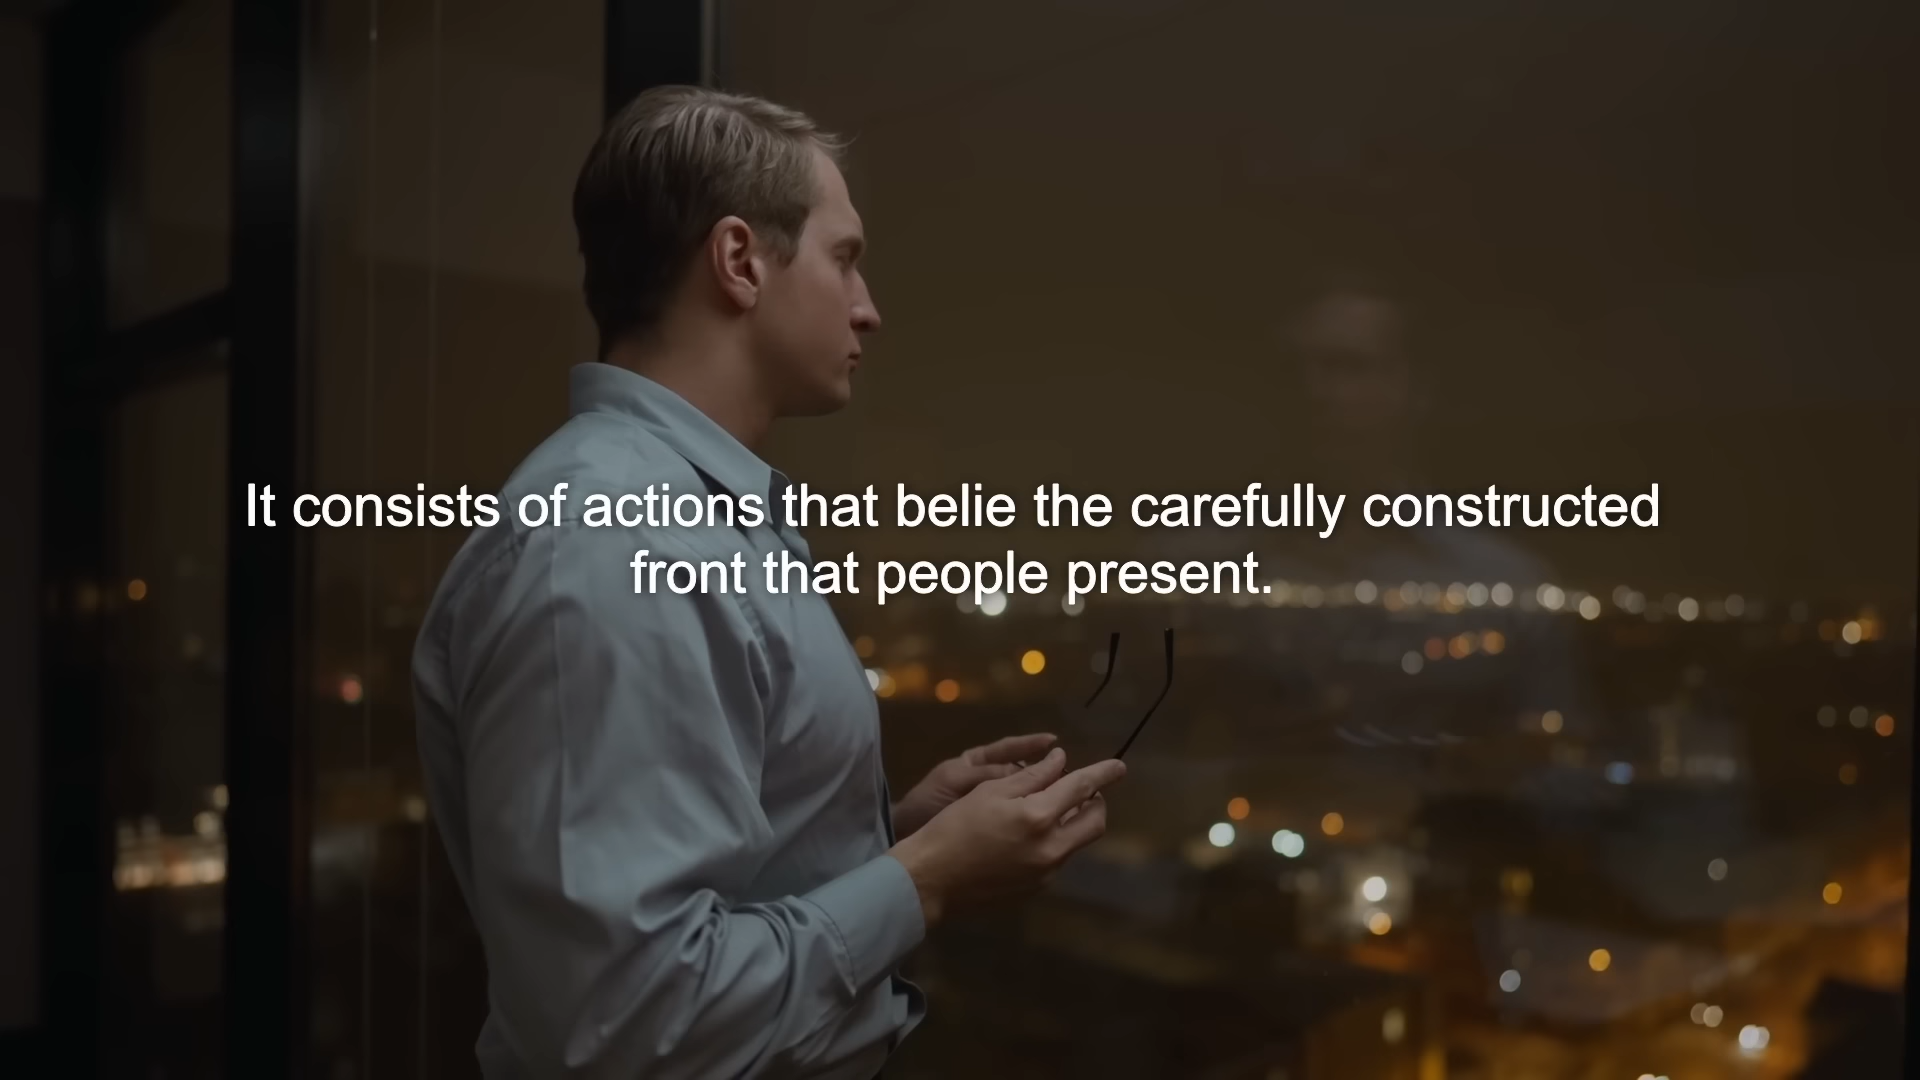 It consists of actions that belie the carefully constructed
front that people present.